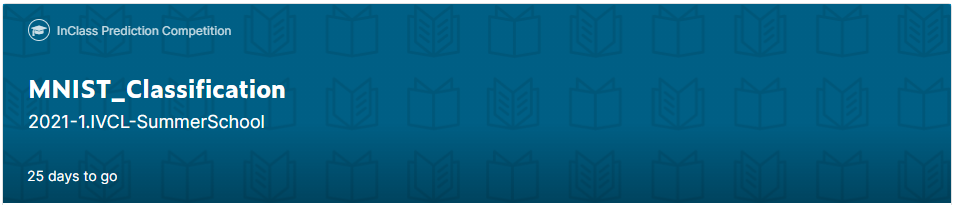 InClass Prediction Competition
MNIST_Classification
2021-1.IVCL-SummerSchool
25 days to go